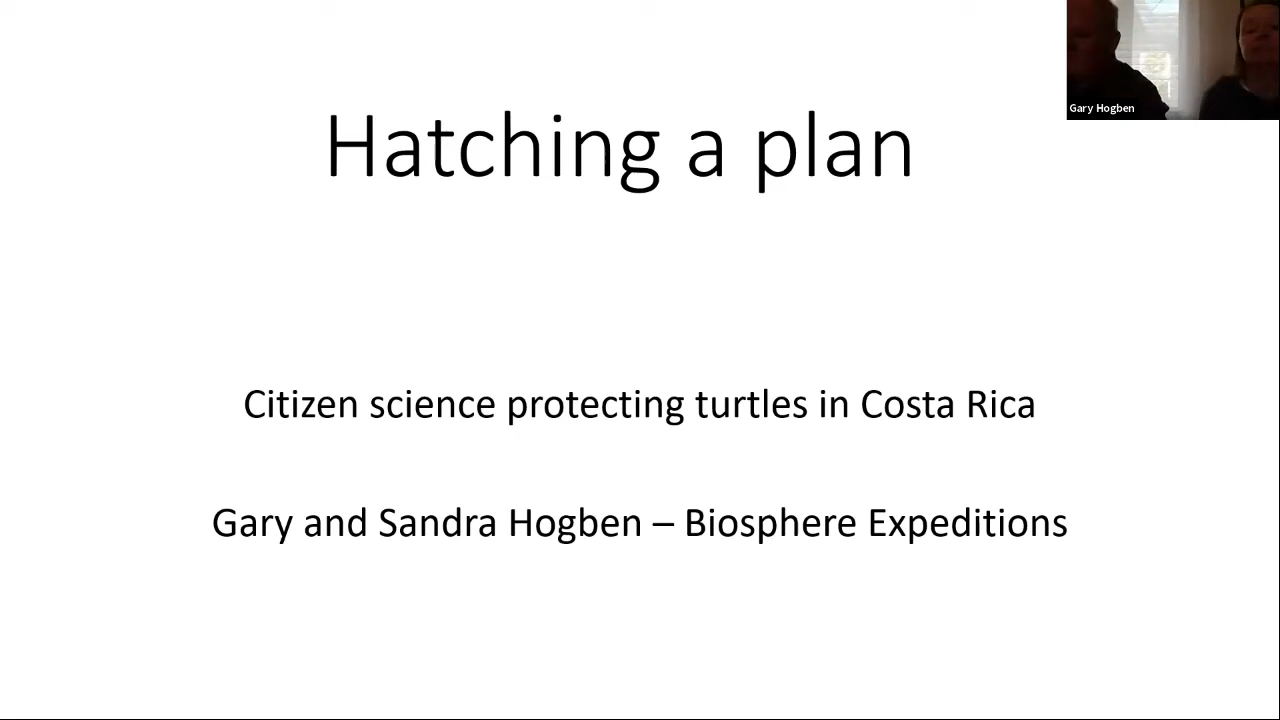 Hatching a plan
Gary Hogben
Citizen science protecting turtles in Costa Rica
Gary and Sandra Hogben – Biosphere Expeditions